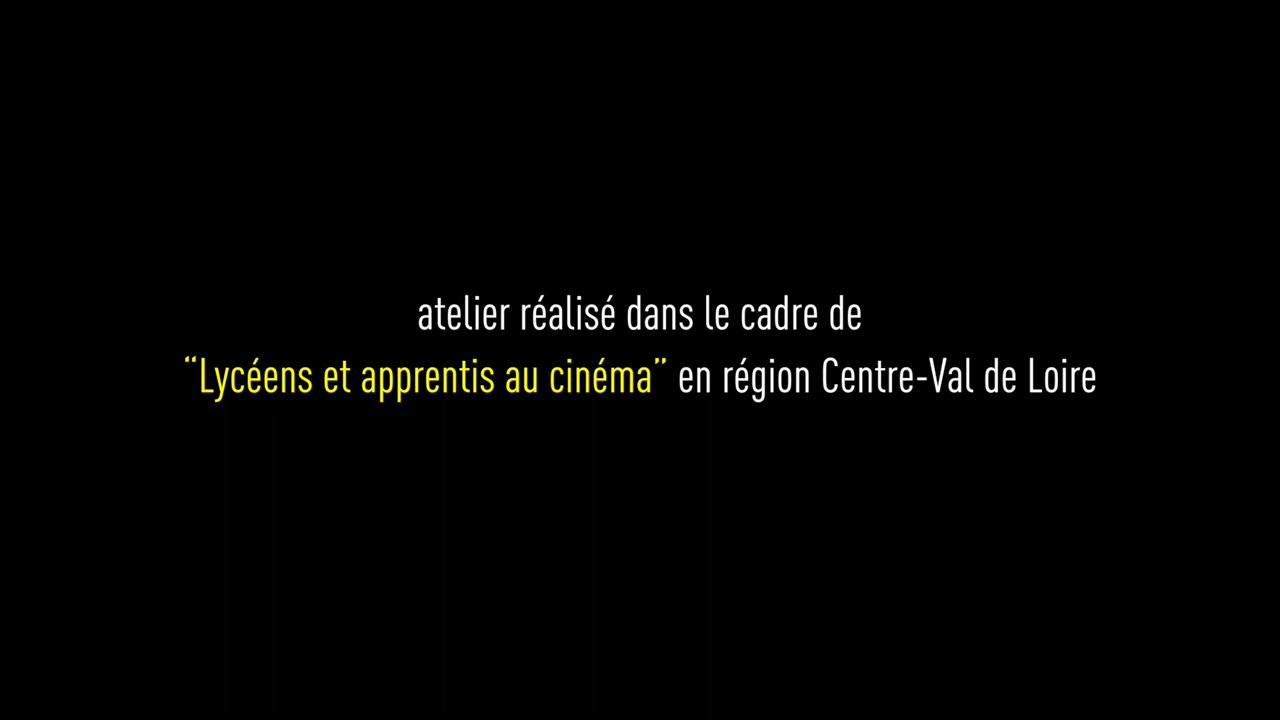 atelier réalisé dans le cadre de
“Lycéens et apprentis au cinéma” en région Centre-Val de Loire